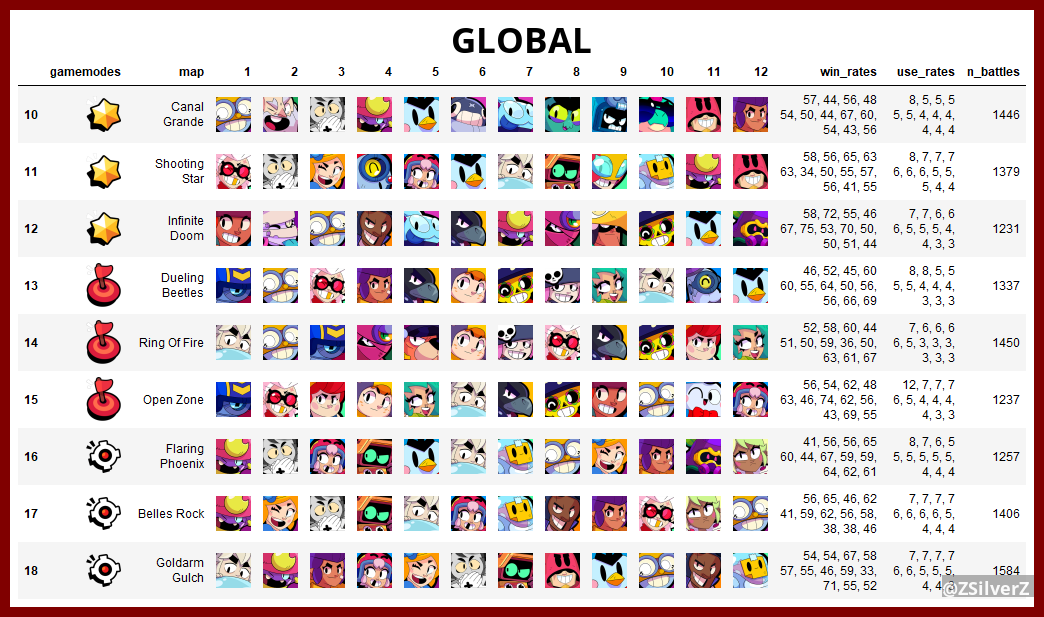 GLOBAL
gamemodes map 1 2 3 4 5 6 7 8 9 10 11 12 win_rates use_rates n_battles
10 Canal Grande 57, 44, 56, 48 8, 5, 5, 5 1446
54, 50, 44, 67, 60, 5, 5, 4, 4, 4,
54, 43, 56 4, 4, 4
11 Shooting Star 58, 56, 65, 63 8, 7, 7, 7 1379
63, 34, 50, 55, 57, 6, 6, 6, 5, 5,
56, 41, 55 5, 4, 4
12 Infinite Doom 58, 72, 55, 46 7, 7, 6, 6 1231
67, 75, 53, 70, 50, 6, 5, 5, 5, 4,
50, 51, 44 4, 3, 3
13 Dueling Beetles 46, 52, 45, 60 8, 8, 5, 5 1337
60, 55, 64, 50, 56, 5, 5, 4, 4, 4,
56, 66, 69 3, 3, 3
14 Ring Of Fire 52, 58, 60, 44 7, 6, 6, 6 1450
51, 50, 59, 36, 50, 6, 5, 3, 3, 3,
63, 61, 67 3, 3, 3
15 Open Zone 56, 54, 62, 48 12, 7, 7, 7 1237
63, 46, 74, 62, 56, 6, 5, 4, 4, 4,
43, 69, 55 4, 3, 3
16 Flaring Phoenix 41, 56, 56, 65 8, 7, 6, 5 1257
60, 44, 67, 59, 59, 5, 5, 5, 5, 5,
64, 62, 61 4, 4, 4
17 Belles Rock 56, 65, 46, 62 7, 7, 7, 7 1406
41, 59, 62, 56, 58, 6, 6, 6, 6, 5,
38, 38, 46 4, 4, 4
18 Goldarm Gulch 54, 54, 67, 58 7, 7, 7, 7 1584
57, 55, 46, 59, 33, 6, 6, 5, 5, 5,
71, 55, 52 4, 4,
@ZSilverZ